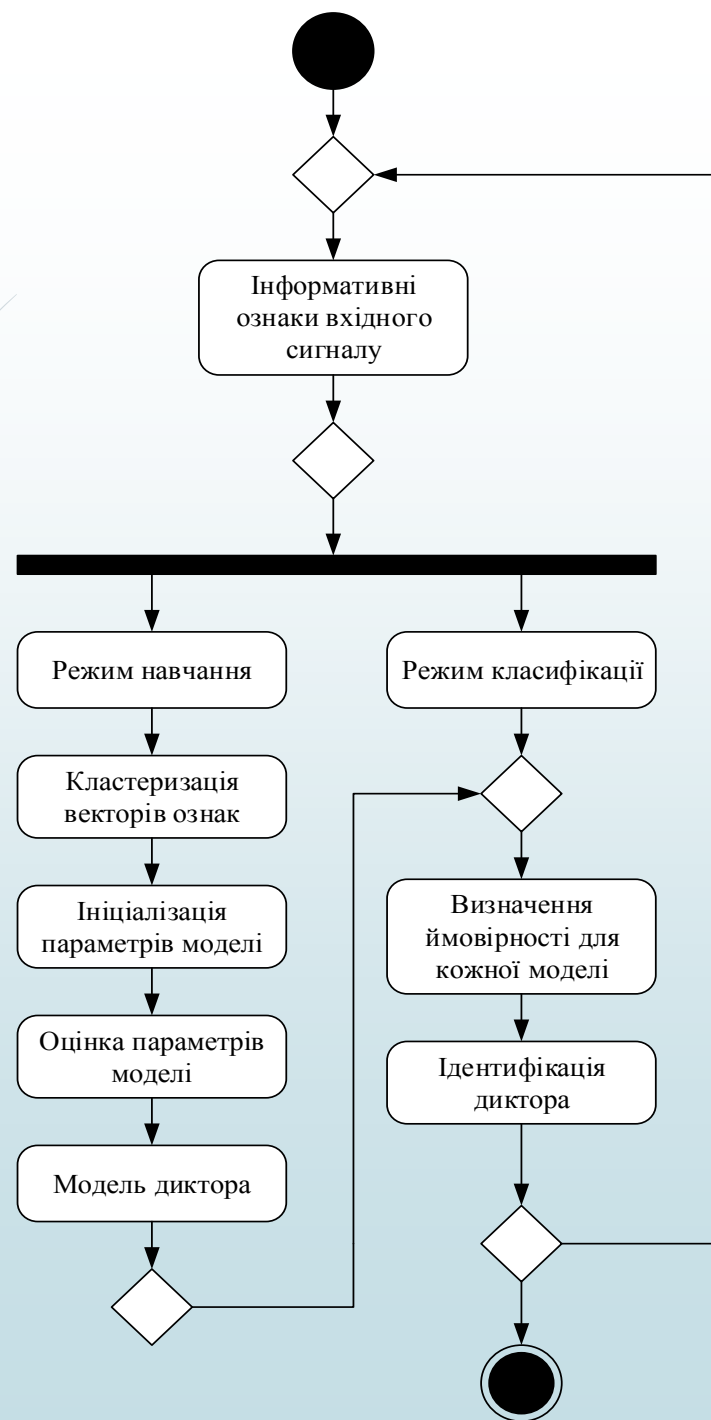 Інформативні
ознаки вхідного
сигналу
Режим навчання
Режим класифікації
Кластеризація
векторів ознак
Ініціалізація
параметрів моделі
Визначення
ймовірності для
кожної моделі
Оцінка параметрів
моделі
Ідентифікація
диктора
Модель диктора